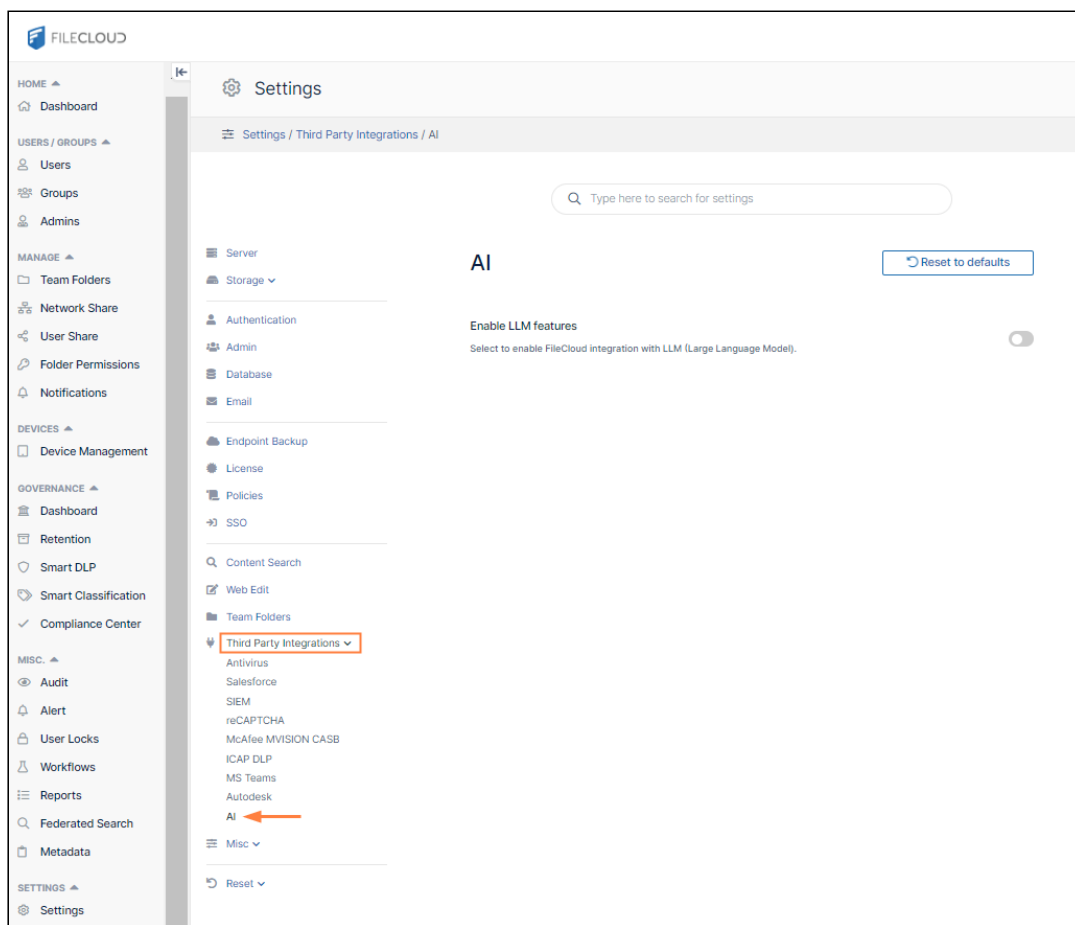 FILECLOUD
HOME
Dashboard
USERS / GROUPS
Users
Groups
Admins
MANAGE
Team Folders
Network Share
User Share
Folder Permissions
Notifications
DEVICES
Device Management
GOVERNANCE
Dashboard
Retention
Smart DLP
Smart Classification
Compliance Center
MISC.
Audit
Alert
User Locks
Workflows
Reports
Federated Search
Metadata
SETTINGS
Settings
Settings
Settings / Third Party Integrations / AI
Type here to search for settings
Server
Storage
Authentication
Admin
Database
Email
Endpoint Backup
License
Policies
SSO
Content Search
Web Edit
Team Folders
Third Party Integrations
Antivirus
Salesforce
SIEM
reCAPTCHA
McAfee MVISION CASB
ICAP DLP
MS Teams
Autodesk
AI
Misc
Reset
AI
Reset to defaults
Enable LLM features
Select to enable FileCloud integration with LLM (Large Language Model).